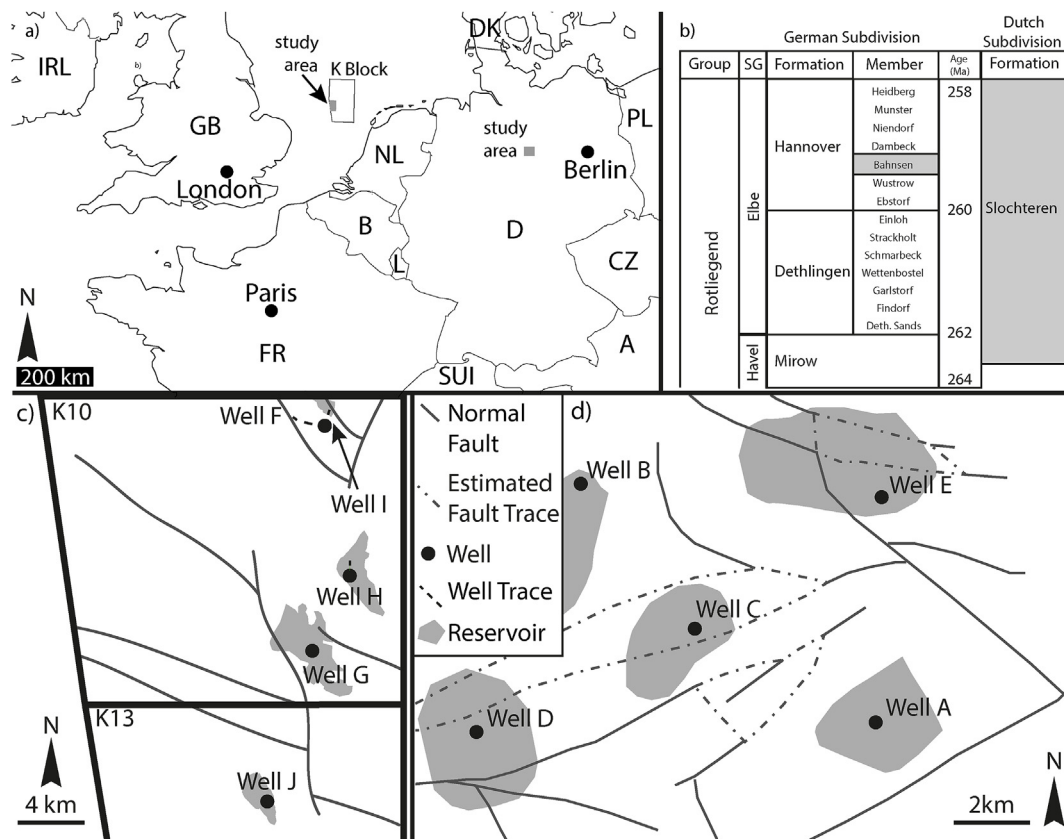 a)
IRL
b)
GB
London
study
area
K Block
DK
NL
study
area
Berlin
PL
B
L
D
CZ
Paris
FR
SUI
A
N
200 km
b)
German Subdivision
Dutch
Subdivision
Group
SG
Formation
Member
Age
(Ma)
Formation
Rotliegend
Elbe
Havel
Hannover
Dethlingen
Mirow
Heidberg
Munster
Niendorf
Dambeck
Bahnsen
Wustrow
Ebstorf
Einloh
Strackholt
Schmarbeck
Wettenbostel
Garlstorf
Findorf
Deth. Sands
258
260
262
264
Slochteren
c)
K10
Well F
Well I
Well H
Well G
K13
Well J
N
4 km
Normal
Fault
Estimated
Fault Trace
Well
Well Trace
Reservoir
d)
Well B
Well E
Well C
Well D
Well A
N
2km